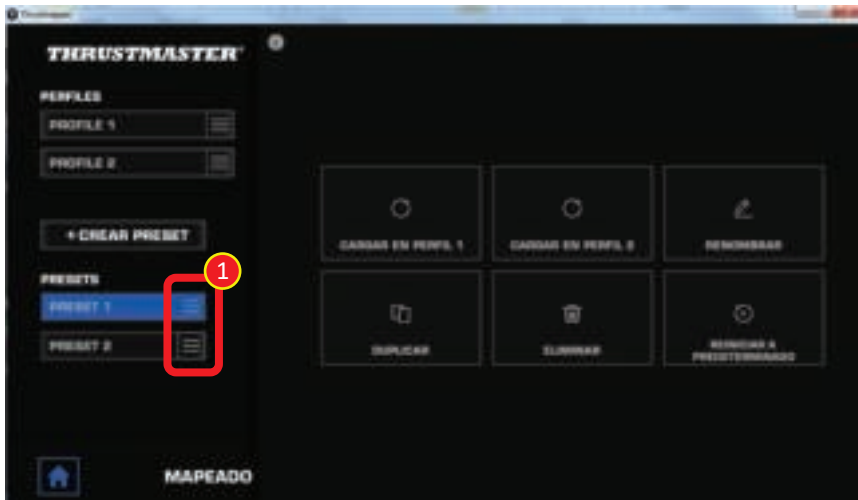 THRUSTMASTER
PERFILES
PROFILE 1
PROFILE 2
+ CREAR PRESET
PRESETS
1
PRESET 1
PRESET 2
CARGAR EN PERFIL 1
CARGAR EN PERFIL 2
RENOMBRAR
DUPLICAR
ELIMINAR
REINICIAR A
PREDETERMINADO
MAPEADO